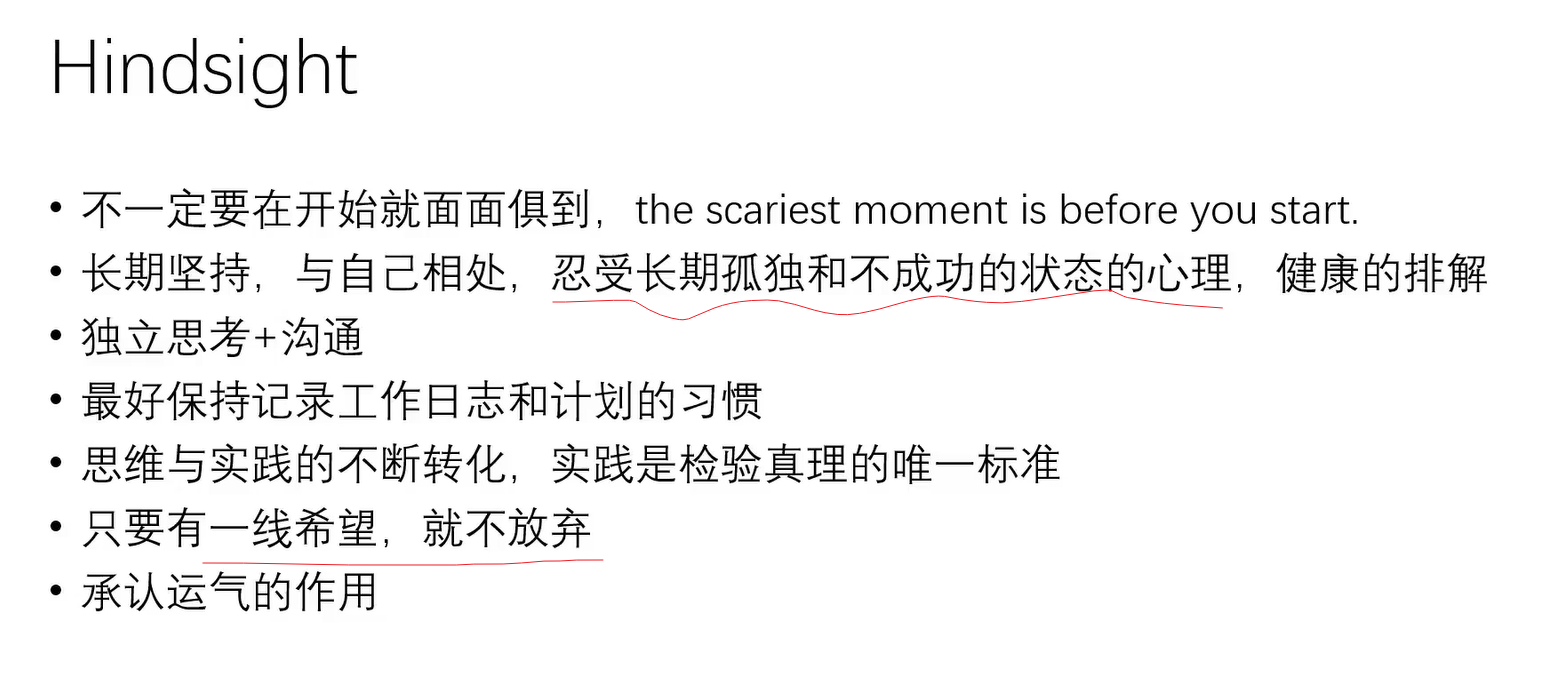 Hindsight
• 不一定要在开始就面面俱到，the scariest moment is before you start.
• 长期坚持，与自己相处，忍受长期孤独和不成功的状态的心理，健康的排解
• 独立思考+沟通
• 最好保持记录工作日志和计划的习惯
• 思维与实践的不断转化，实践是检验真理的唯一标准
• 只要有一线希望，就不放弃
• 承认运气的作用